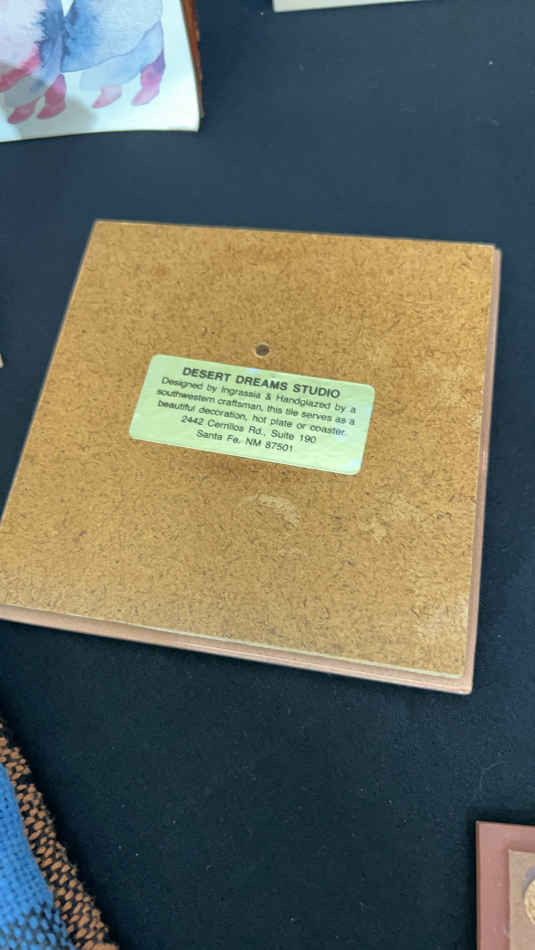 DESERT DREAMS STUDIO
Designed by Ingrassia & Handglazed by a
southwestern craftsman, this tile serves as a
beautiful decoration, hot plate or coaster.
2442 Cerrillos Rd., Suite 190
Santa Fe, NM 87501